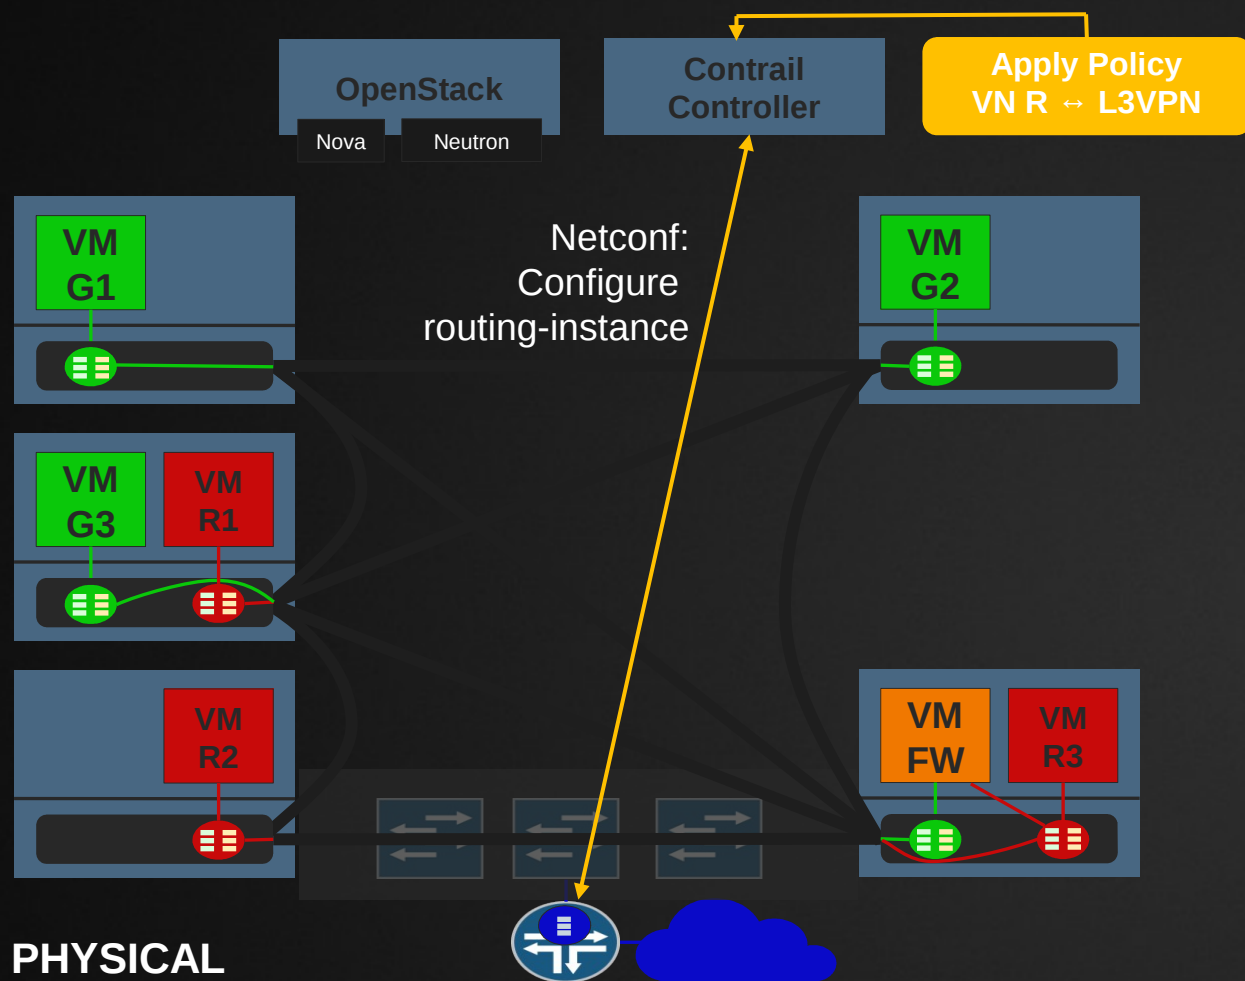 OpenStack
Nova
Neutron
Contrail
Controller
Apply Policy
VN R ↔ L3VPN
Netconf:
Configure
routing-instance
VM
G1
VM
G2
VM
G3
VM
R1
VM
R2
VM
FW
VM
R3
PHYSICAL